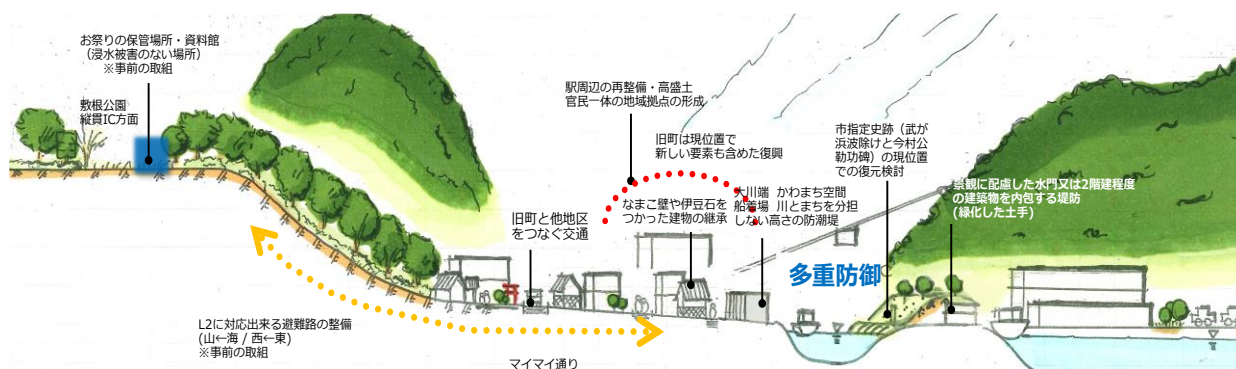 お祭りの保管場所・資料館
（浸水被害のない場所）
※事前の取組
敷根公園
縦貫IC方面
駅周辺の再整備・高盛土
官民一体の地域拠点の形成
旧町は現位置で
新しい要素も含めた復興
市指定史跡（武が
浜波除けと今村公
勒功碑）の現位置
での復元検討
大川端 かわまち空間
船着場 川とまちを分担
しない高さの防潮堤
なまこ壁や伊豆石を
つかった建物の継承
景観に配慮した水門又は2階建程度
の建築物を内包する堤防
(緑化した土手)
旧町と他地区
をつなぐ交通
多重防御
L2に対応出来る避難路の整備
(山←海 / 西←東)
※事前の取組
マイマイ通り